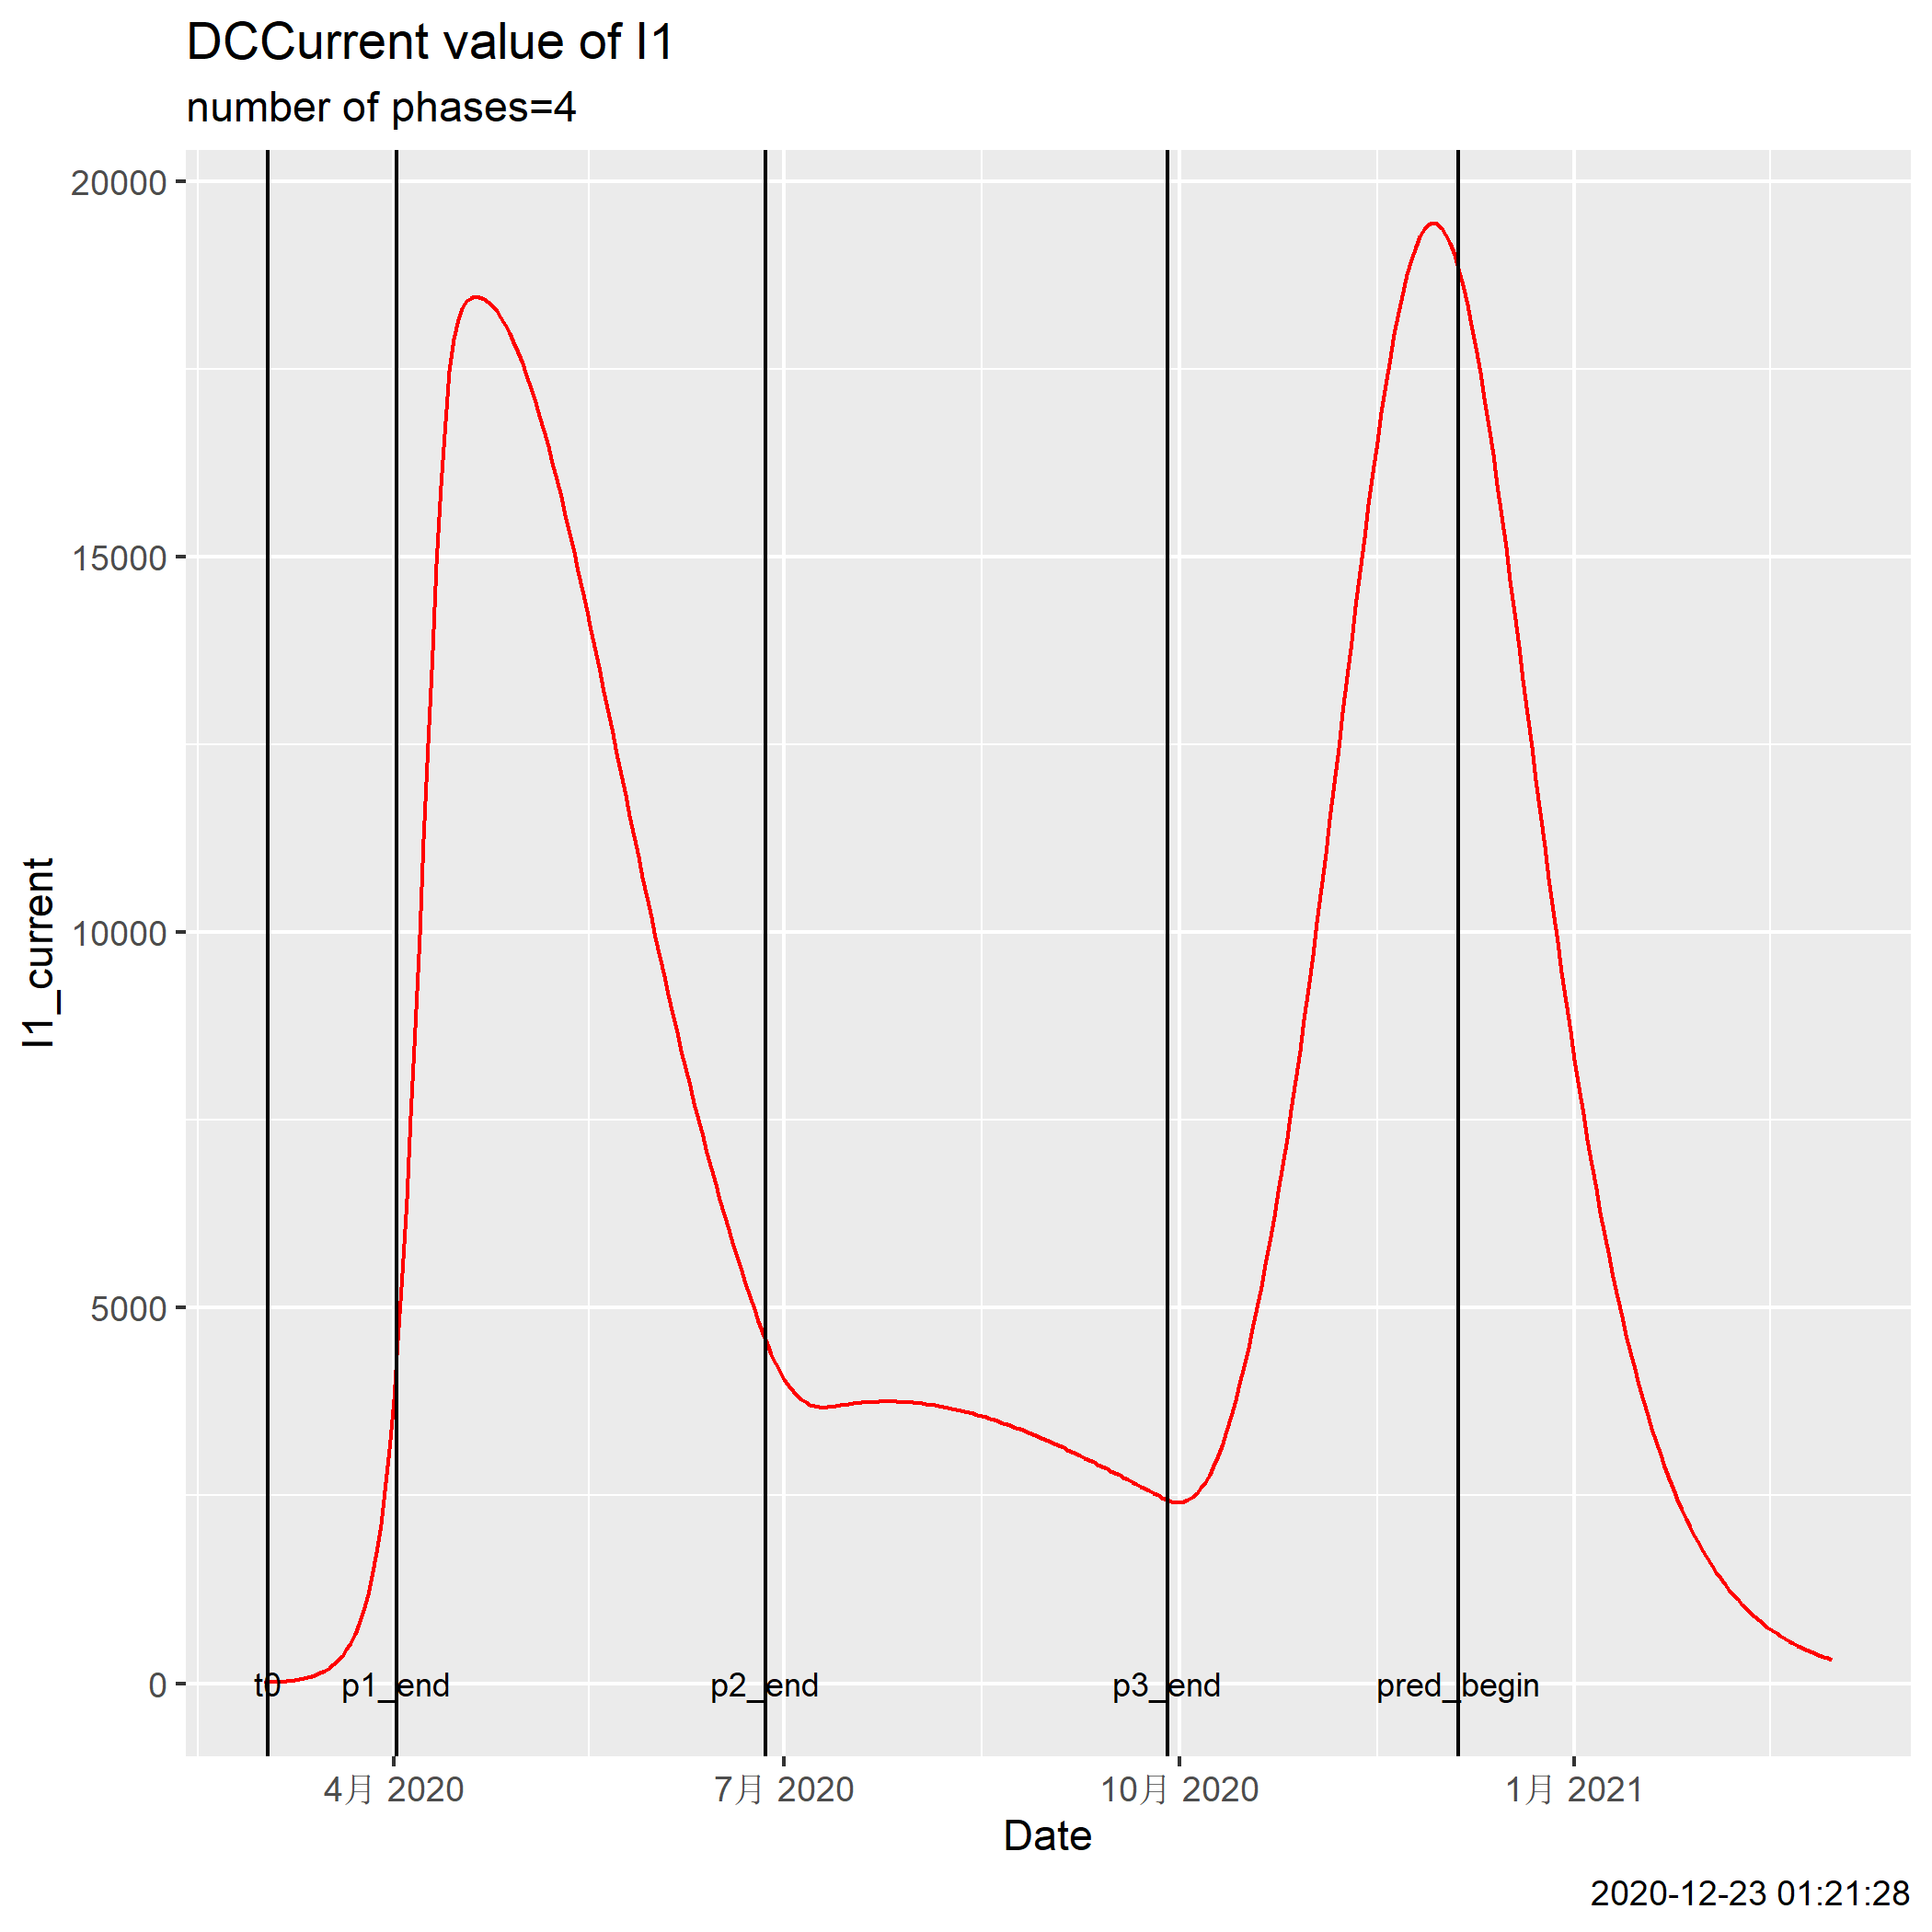 DCCurrent value of I1
number of phases=4
20000
15000
10000
5000
0
I1_current
t0
p1_end
p2_end
p3_end
pred_begin
4月 2020
7月 2020
10月 2020
1月 2021
Date
2020-12-23 01:21:28